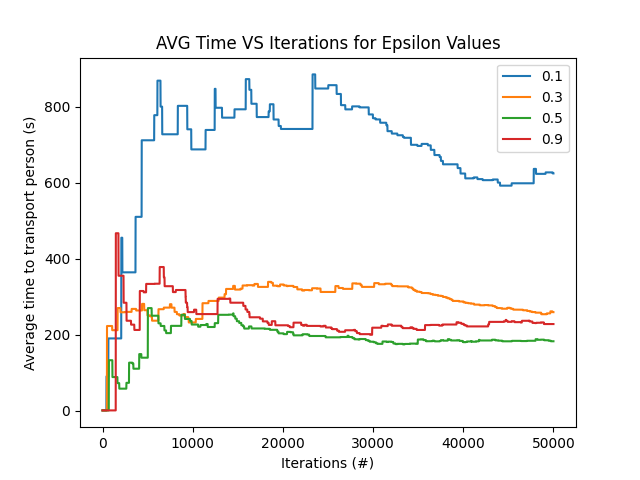 AVG Time VS Iterations for Epsilon Values
Average time to transport person (s)
800
600
400
200
0
0.1
0.3
0.5
0.9
0 10000 20000 30000 40000 50000
Iterations (#)